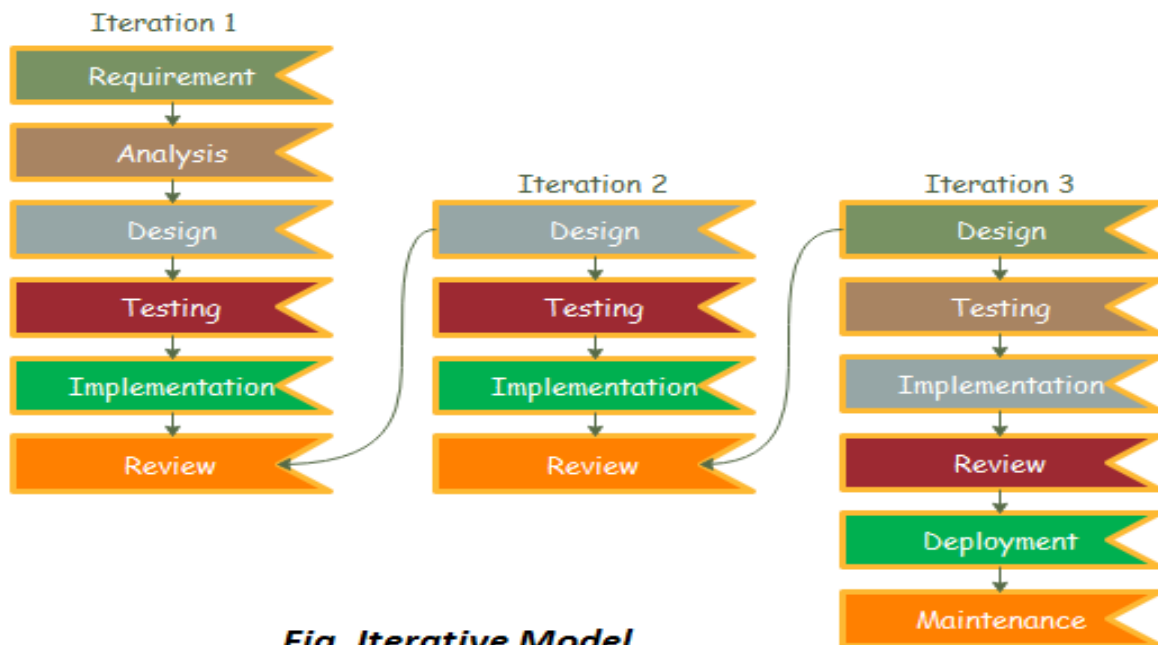 Iteration 1
Requirement
Analysis
Design
Testing
Implementation
Review
Iteration 2
Design
Testing
Implementation
Review
Iteration 3
Design
Testing
Implementation
Review
Deployment
Maintenance
Fig. Iterative Model